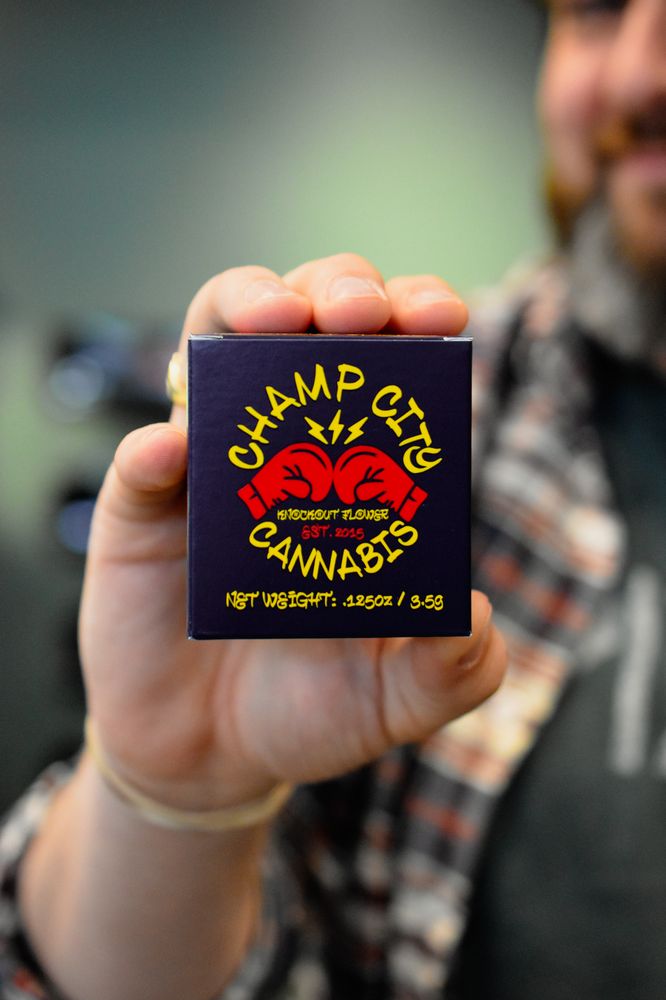 CHAMP CITY
KNOCKOUT FLOWER
EST. 2015
CANNABIS
NET WEIGHT: .125OZ / 3.5G